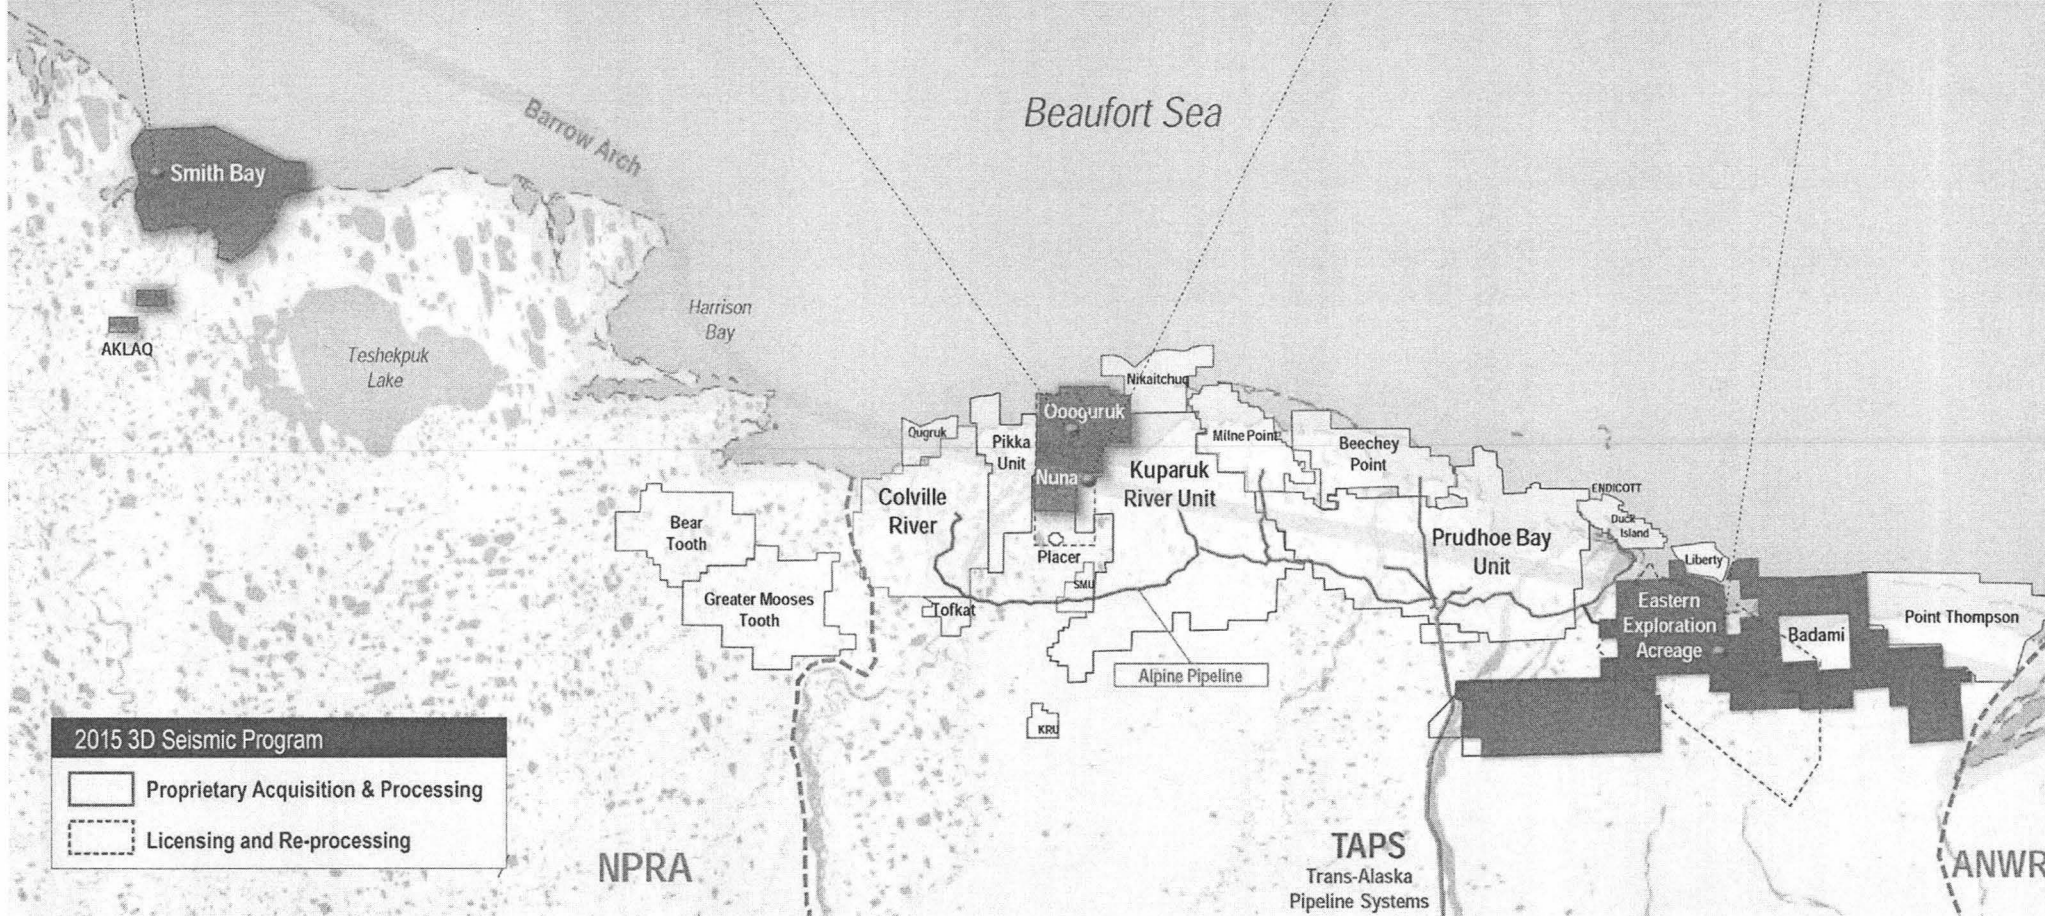 Beaufort Sea
Barrow Arch
Smith Bay
Harrison
Bay
AKLAQ
Teshekpuk
Lake
Nikaitchuq
Oooguruk
Qugruk
Pikka
Unit
Nuna
Milne Point
Beechey
Point
Kuparuk
River Unit
Colville
River
ENDICOTT
Duck
Island
Bear
Tooth
Prudhoe Bay
Unit
Placer
Liberty
SMU
Greater Mooses
Tooth
Tofkat
Eastern
Exploration
Acreage
Badami
Point Thompson
Alpine Pipeline
KRU
2015 3D Seismic Program
Proprietary Acquisition & Processing
Licensing and Re-processing
NPRA
TAPS
Trans-Alaska
Pipeline Systems
ANWR